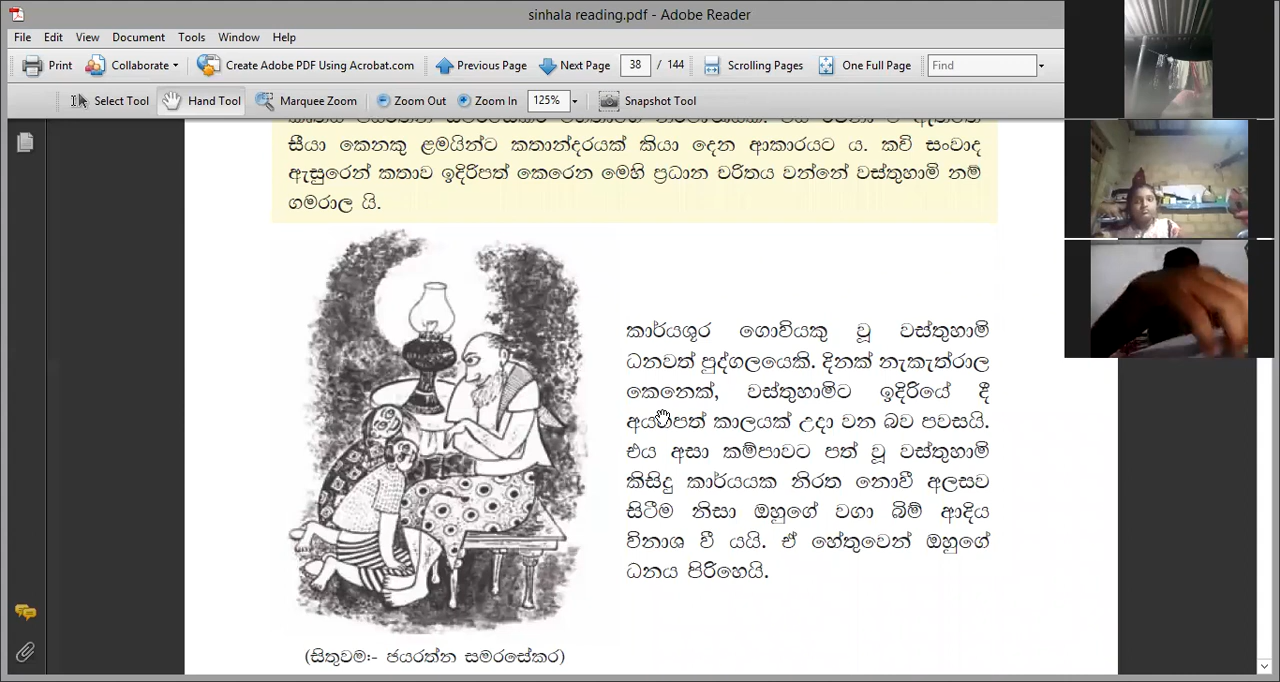 sinhala reading.pdf - Adobe Reader
File Edit View Document Tools Window Help
Print Collaborate Create Adobe PDF Using Acrobat.com Previous Page Next Page 38 / 144 Scrolling Pages One Full Page Find
Select Tool Hand Tool Marquee Zoom Zoom Out Zoom In 125% Snapshot Tool
සීයා කෙනකු ළමයින්ට කතාන්දරයක් කියා දෙන ආකාරයට ය. කවි සංවාද
ඇසුරෙන් කතාව ඉදිරිපත් කෙරෙන මෙහි ප්‍රධාන චරිතය වන්නේ වස්තුහාමි නම්
ගමරාල යි.
කාර්යශූර ගොවියකු වූ වස්තුහාමි
ධනවත් පුද්ගලයෙකි. දිනක් නැකැත්රාල
කෙනෙක්, වස්තුහාමිට ඉදිරියේ දී
අයහපත් කාලයක් උදා වන බව පවසයි.
එය අසා කම්පාවට පත් වූ වස්තුහාමි
කිසිදු කාර්යයක නිරත නොවී අලසව
සිටීම නිසා ඔහුගේ වගා බිම් ආදිය
විනාශ වී යයි. ඒ හේතුවෙන් ඔහුගේ
ධනය පිරිහෙයි.
(සිතුවම:- ජයරත්න සමරසේකර)